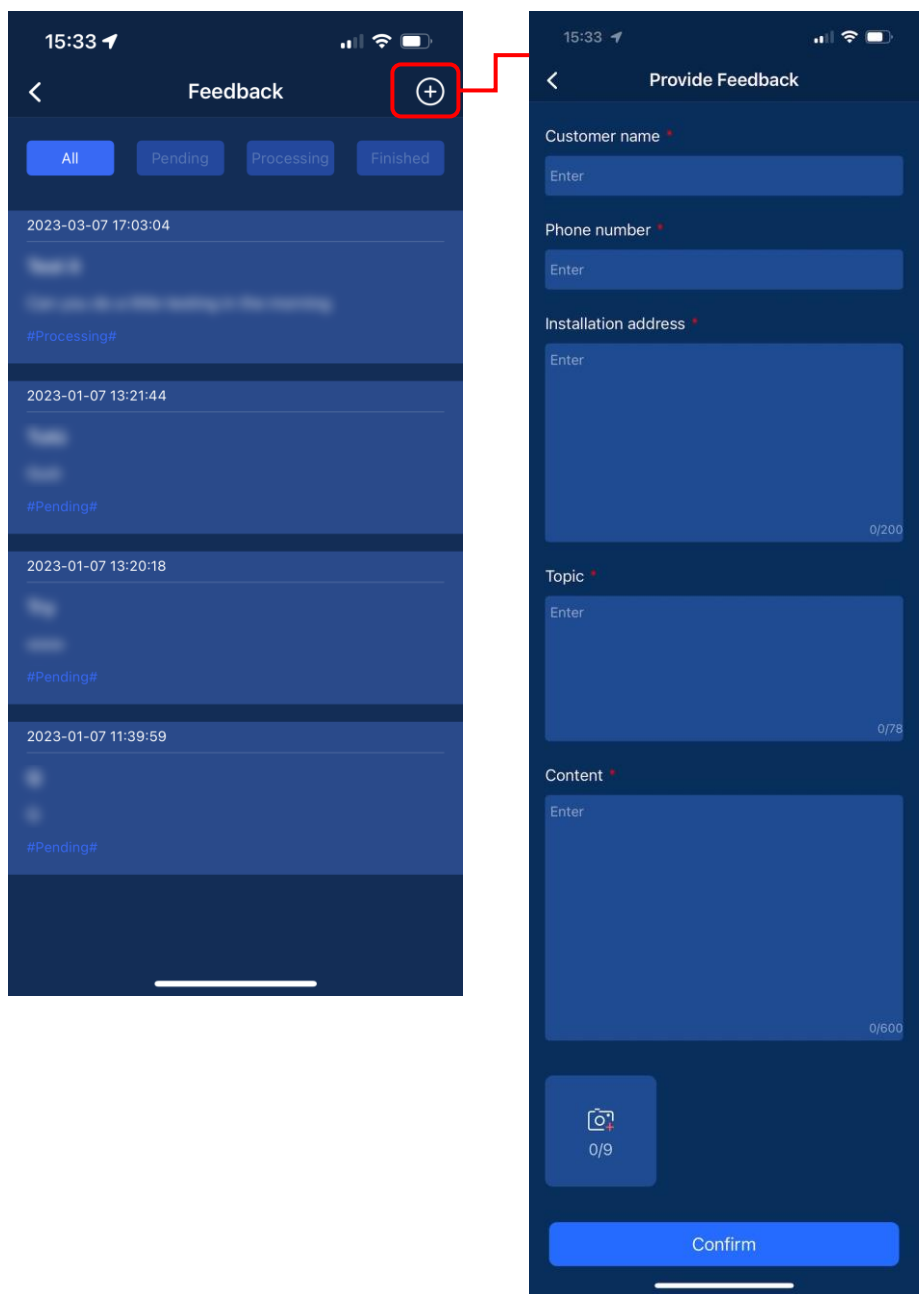 15:33
Feedback
All
Pending
Processing
Finished
2023-03-07 17:03:04
#Processing#
2023-01-07 13:21:44
#Pending#
2023-01-07 13:20:18
#Pending#
2023-01-07 11:39:59
#Pending#
15:33
Provide Feedback
Customer name *
Enter
Phone number *
Enter
Installation address *
Enter
0/200
Topic *
Enter
0/78
Content *
Enter
0/600
0/9
Confirm